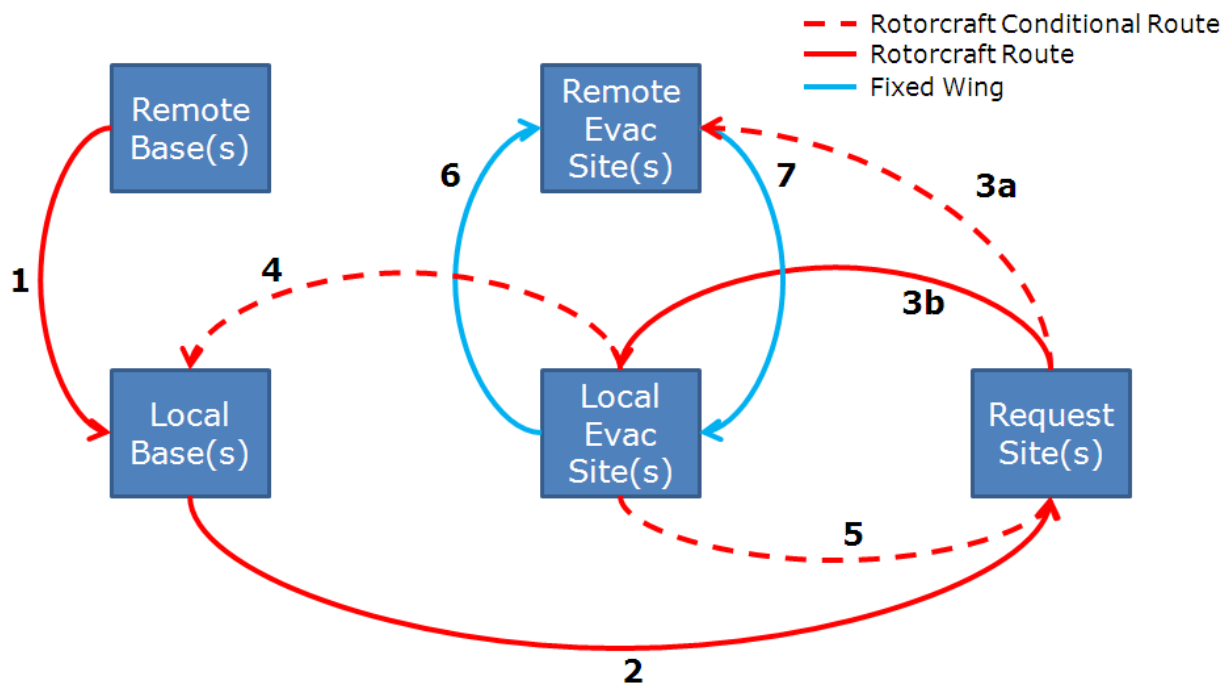 Rotorcraft Conditional Route
Rotorcraft Route
Fixed Wing
Remote
Base(s)
Remote
Evac
Site(s)
6
7
3a
1
4
3b
Local
Base(s)
Local
Evac
Site(s)
Request
Site(s)
5
2